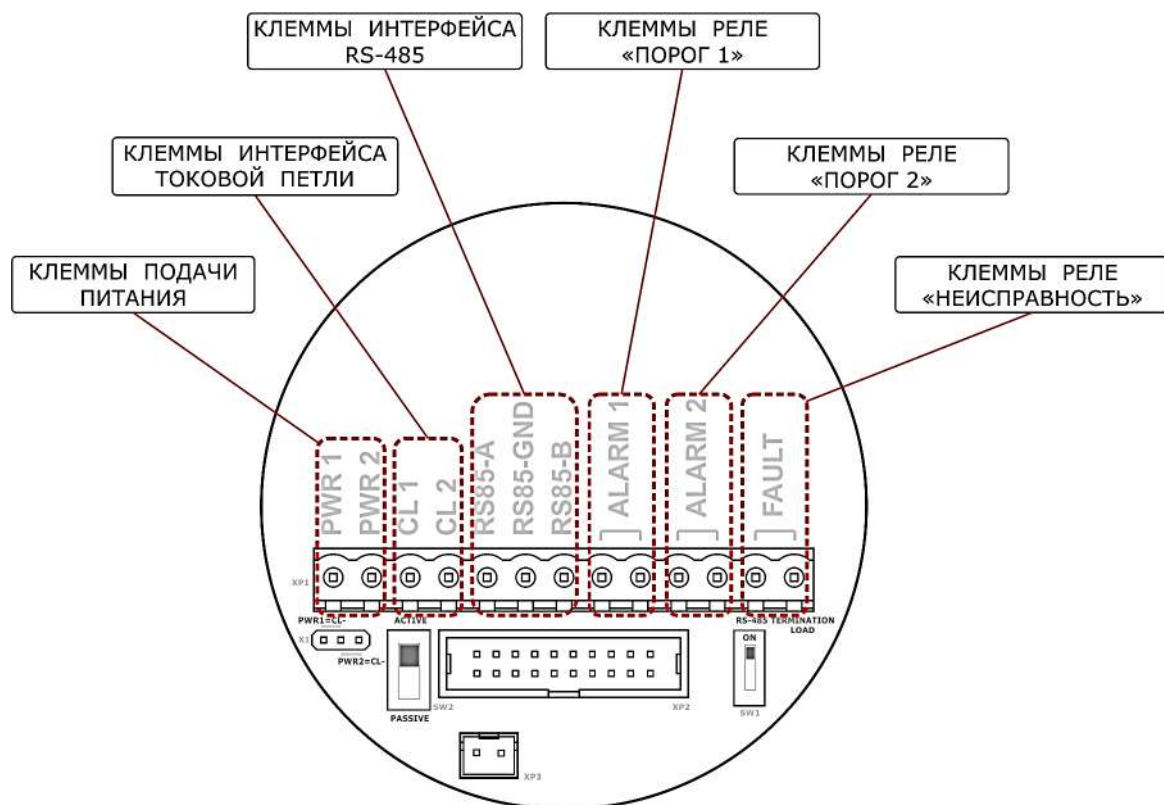 КЛЕММЫ ИНТЕРФЕЙСА
RS-485
КЛЕММЫ РЕЛЕ
«ПОРОГ 1»
КЛЕММЫ ИНТЕРФЕЙСА
ТОКОВОЙ ПЕТЛИ
КЛЕММЫ РЕЛЕ
«ПОРОГ 2»
КЛЕММЫ ПОДАЧИ
ПИТАНИЯ
КЛЕММЫ РЕЛЕ
«НЕИСПРАВНОСТЬ»
PWR 1
PWR 2
CL 1
CL 2
RS85-A
RS85-GND
RS85-B
ALARM 1
ALARM 2
FAULT
XP1
PWR1=CL-
ACTIVE
RS-485 TERMINATION
LOAD
ON
PWR2=CL-
PASSIVE
SW2
XP2
SW1
XP3